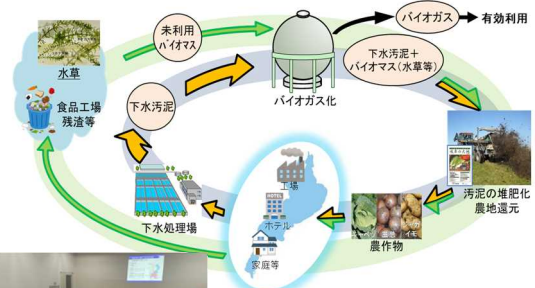 バイオガス
有効利用
未利用
バイオマス
水草
食品工場
残渣等
下水汚泥
バイオガス化
下水汚泥+
バイオマス(水草等)
工場
HOTEL
ホテル
家庭等
下水処理場
汚泥の堆肥化
農地還元
農作物